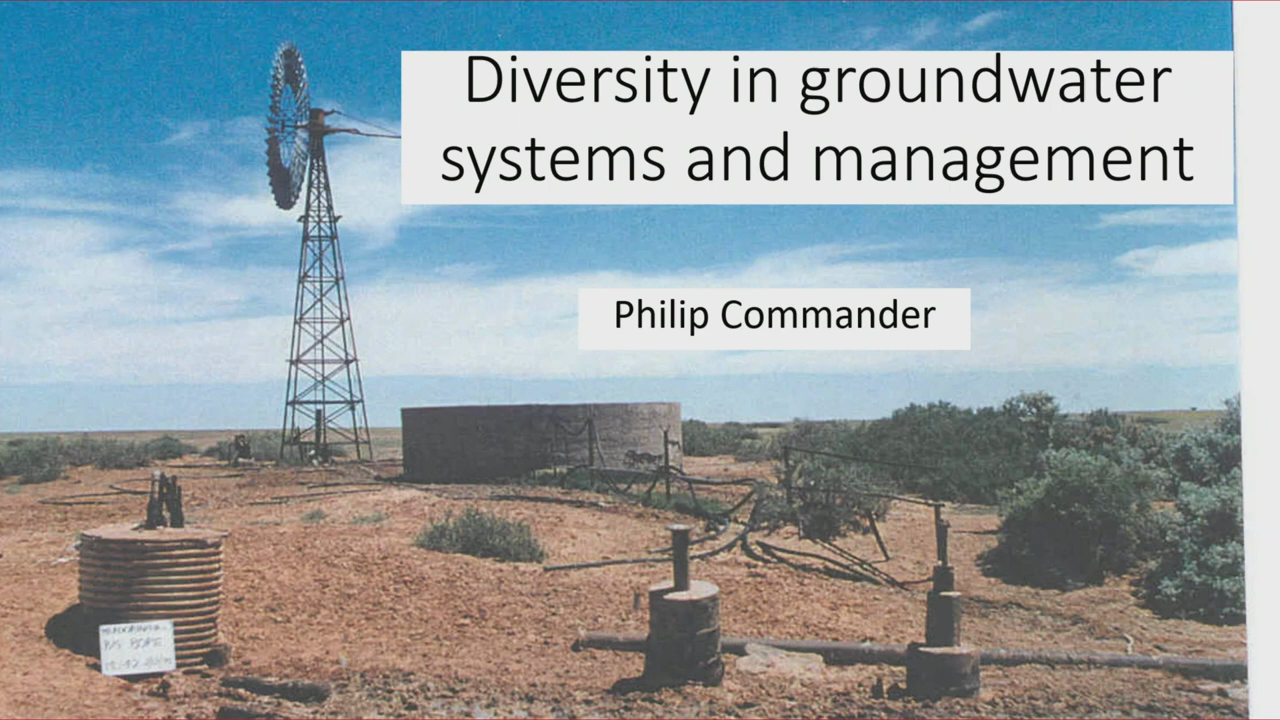 Diversity in groundwater
systems and management
Philip Commander